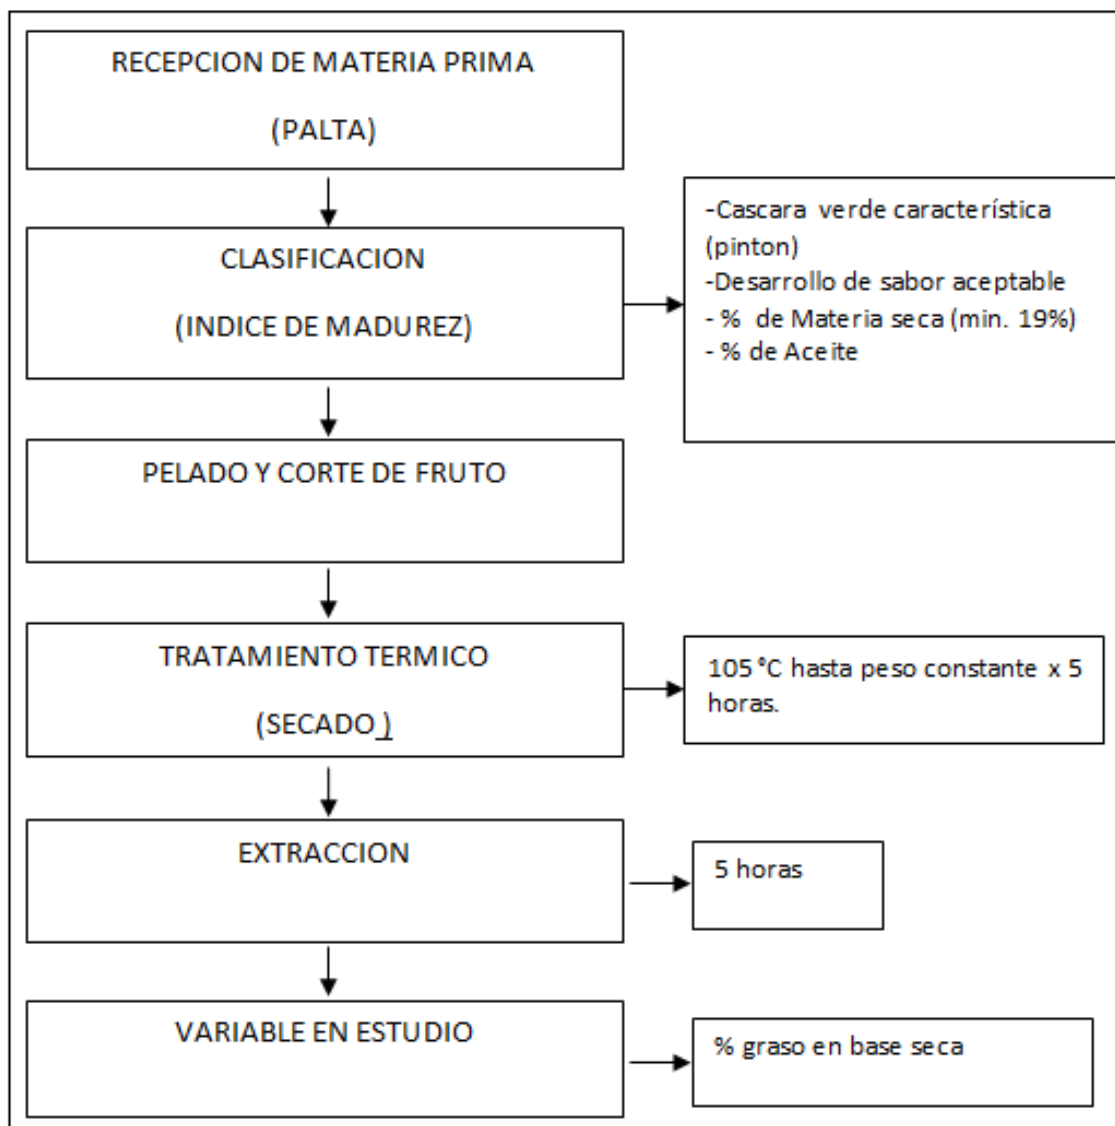 RECEPCION DE MATERIA PRIMA
(PALTA)
CLASIFICACION
(INDICE DE MADUREZ)
-Cascara verde característica
(pinton)
-Desarrollo de sabor aceptable
- % de Materia seca (min. 19%)
- % de Aceite
PELADO Y CORTE DE FRUTO
TRATAMIENTO TERMICO
(SECADO )
105°C hasta peso constante x 5
horas.
EXTRACCION
5 horas
VARIABLE EN ESTUDIO
% graso en base seca